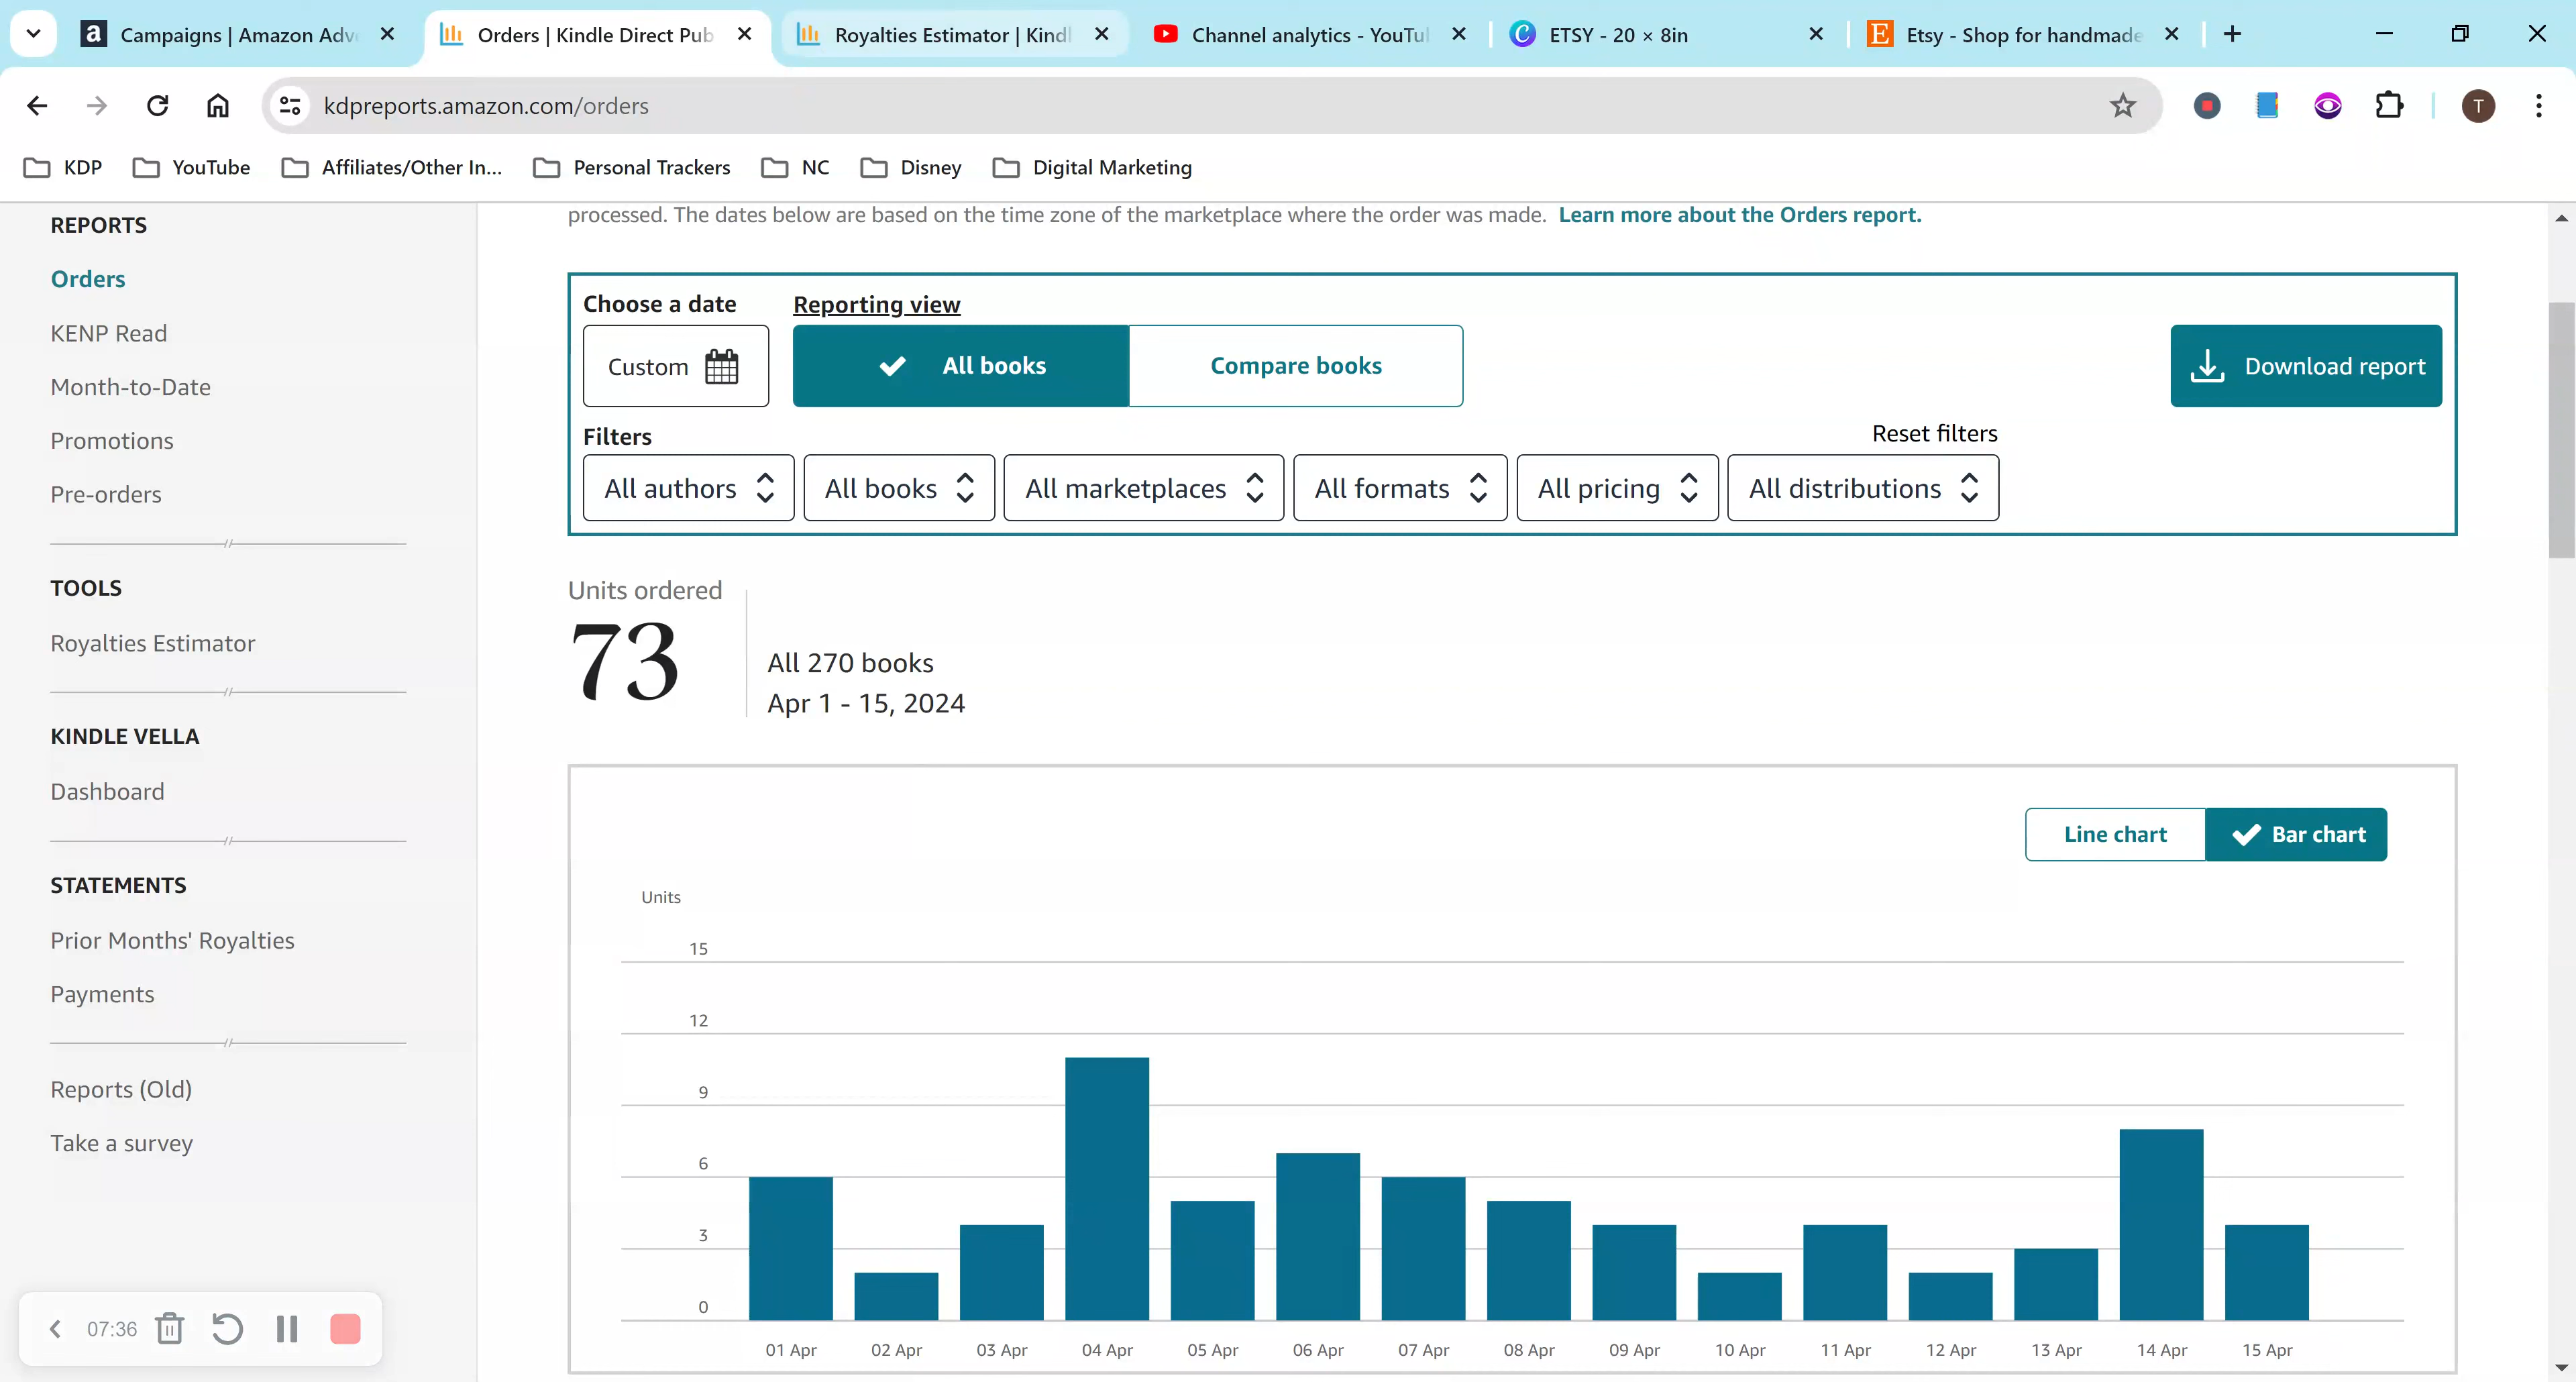 Campaigns | Amazon Adve
Orders | Kindle Direct Pub
Royalties Estimator | Kindl
Channel analytics - YouTu
ETSY - 20 × 8in
Etsy - Shop for handmade
kdpreports.amazon.com/orders
T
KDP
YouTube
Affiliates/Other In...
Personal Trackers
NC
Disney
Digital Marketing
processed. The dates below are based on the time zone of the marketplace where the order was made. Learn more about the Orders report.
REPORTS
Orders
KENP Read
Month-to-Date
Promotions
Pre-orders
TOOLS
Royalties Estimator
KINDLE VELLA
Dashboard
STATEMENTS
Prior Months' Royalties
Payments
Reports (Old)
Take a survey
07:36
Choose a date
Reporting view
Custom
All books
Compare books
Download report
Filters
Reset filters
All authors
All books
All marketplaces
All formats
All pricing
All distributions
Units ordered
73
All 270 books
Apr 1 - 15, 2024
Line chart
Bar chart
Units
15
12
9
6
3
0
01 Apr
02 Apr
03 Apr
04 Apr
05 Apr
06 Apr
07 Apr
08 Apr
09 Apr
10 Apr
11 Apr
12 Apr
13 Apr
14 Apr
15 Apr